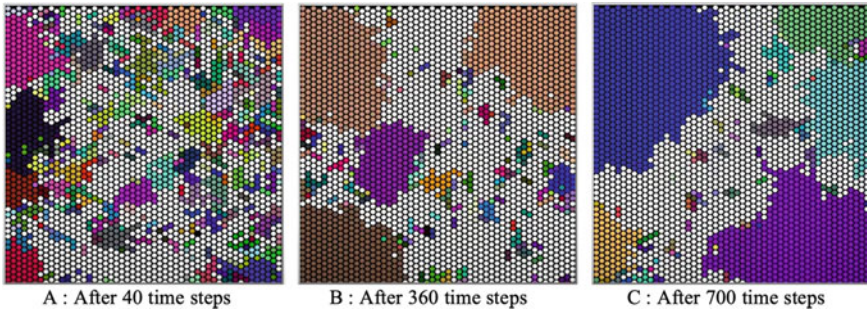 A : After 40 time steps
B : After 360 time steps
C : After 700 time steps